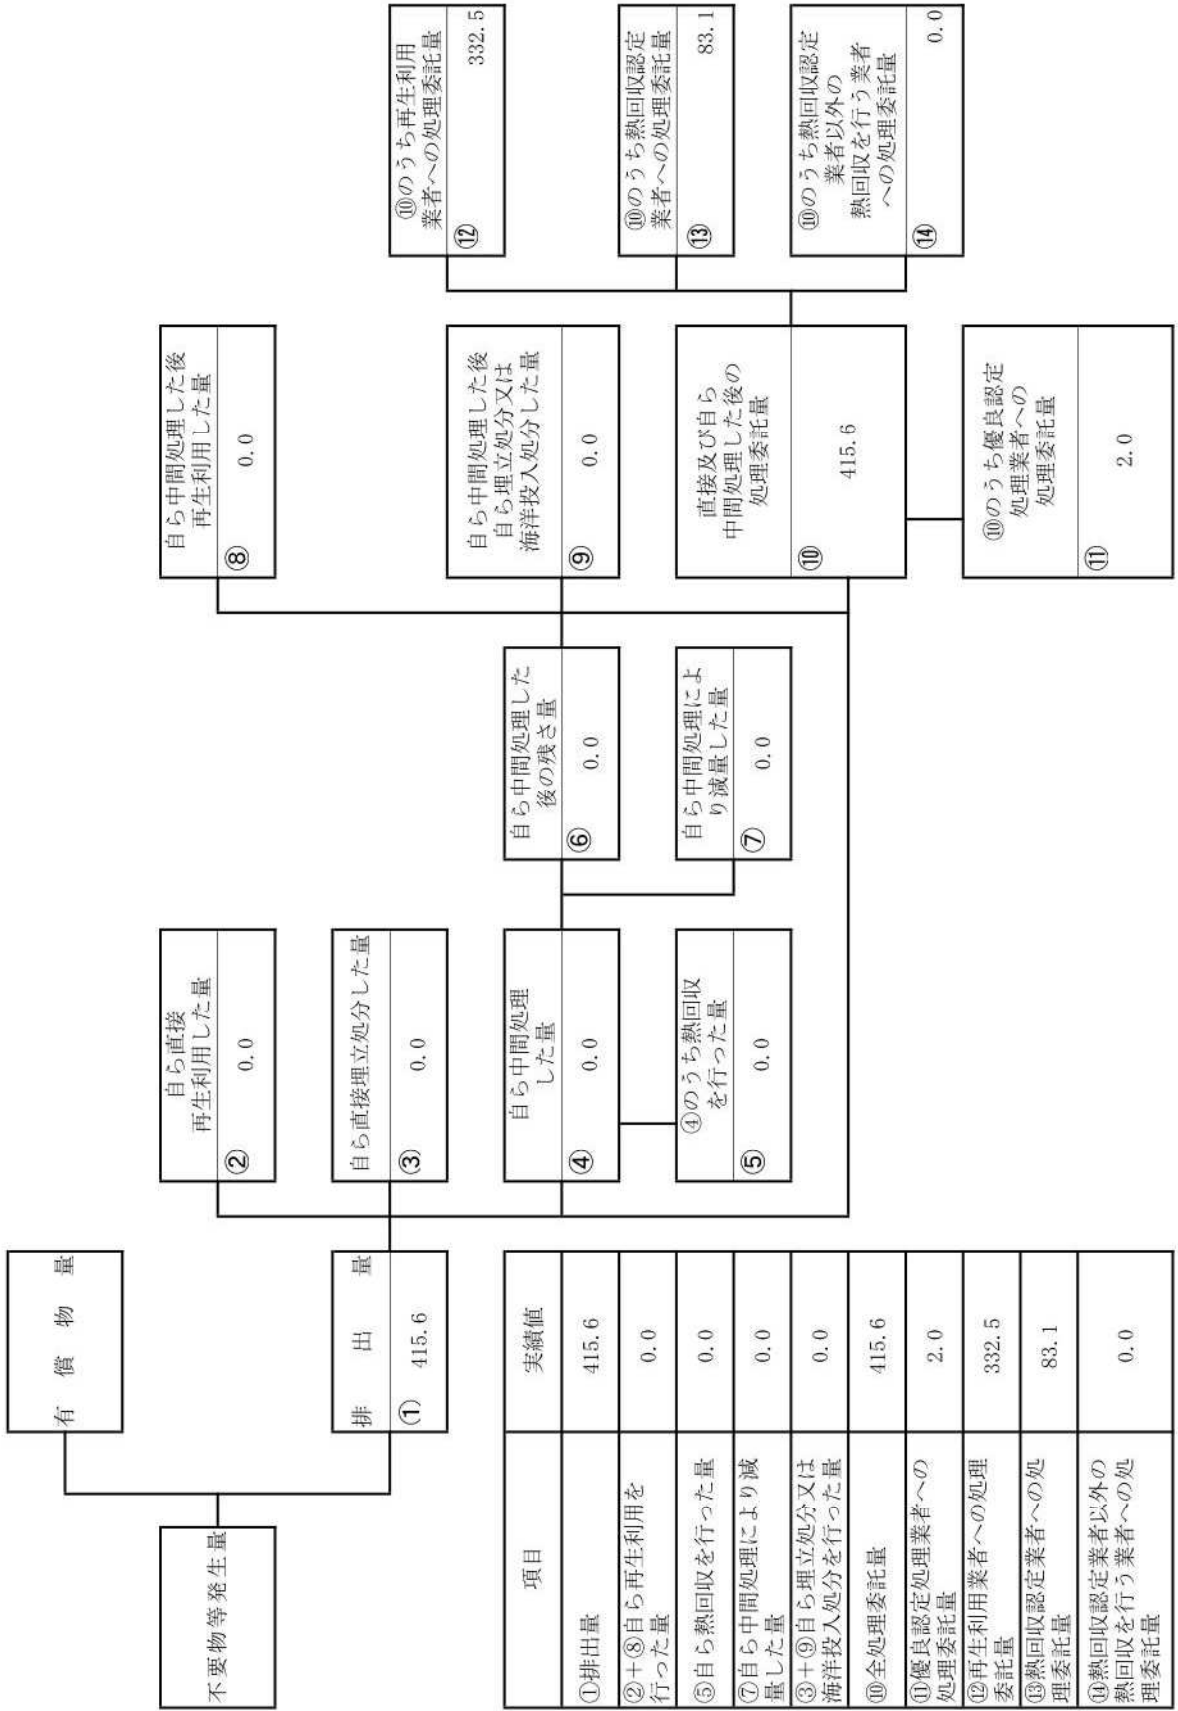 不要物等発生量
有償物量
排出量
①
415.6
自ら直接
再生利用した量
②
0.0
自ら直接埋立処分した量
③
0.0
自ら中間処理
した量
④
0.0
④のうち熱回収
を行った量
⑤
0.0
自ら中間処理した
後の残さ量
⑥
0.0
自ら中間処理によ
り減量した量
⑦
0.0
自ら中間処理した後
再生利用した量
⑧
0.0
自ら中間処理した後
自ら埋立処分又は
海洋投入処分した量
⑨
0.0
直接及び自ら
中間処理した後の
処理委託量
⑩
415.6
⑩のうち優良認定
処理業者への
処理委託量
⑪
2.0
⑩のうち再生利用
業者への処理委託量
⑫
332.5
⑩のうち熱回収認定
業者への処理委託量
⑬
83.1
⑩のうち熱回収認定
業者以外の
熱回収を行う業者
への処理委託量
⑭
0.0
項目
実績値
①排出量
415.6
②＋⑧自ら再生利用を
行った量
0.0
⑤自ら熱回収を行った量
0.0
⑦自ら中間処理により減
量した量
0.0
③＋⑨自ら埋立処分又は
海洋投入処分を行った量
0.0
⑩全処理委託量
415.6
⑪優良認定処理業者への
処理委託量
2.0
⑫再生利用業者への処理
委託量
332.5
⑬熱回収認定業者への処
理委託量
83.1
⑭熱回収認定業者以外の
熱回収を行う業者への処
理委託量
0.0